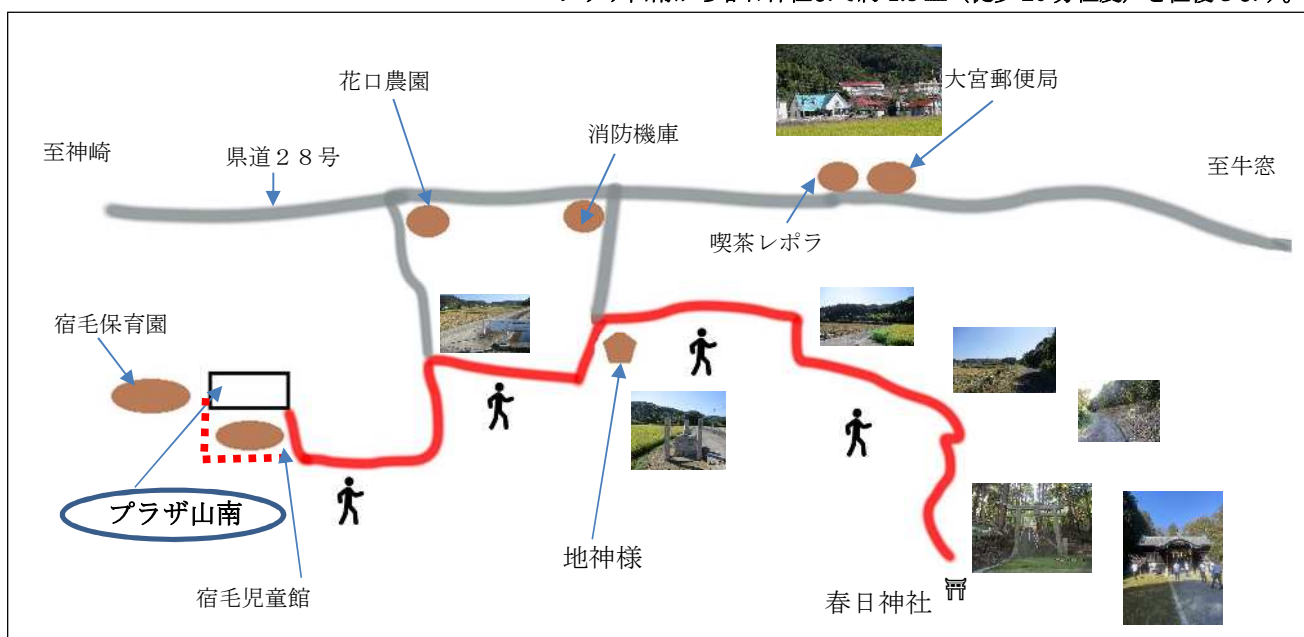 花口農園
大宮郵便局
消防機庫
至神崎
県道２８号
至牛窓
喫茶レポラ
宿毛保育園
プラザ山南
地神様
宿毛児童館
春日神社